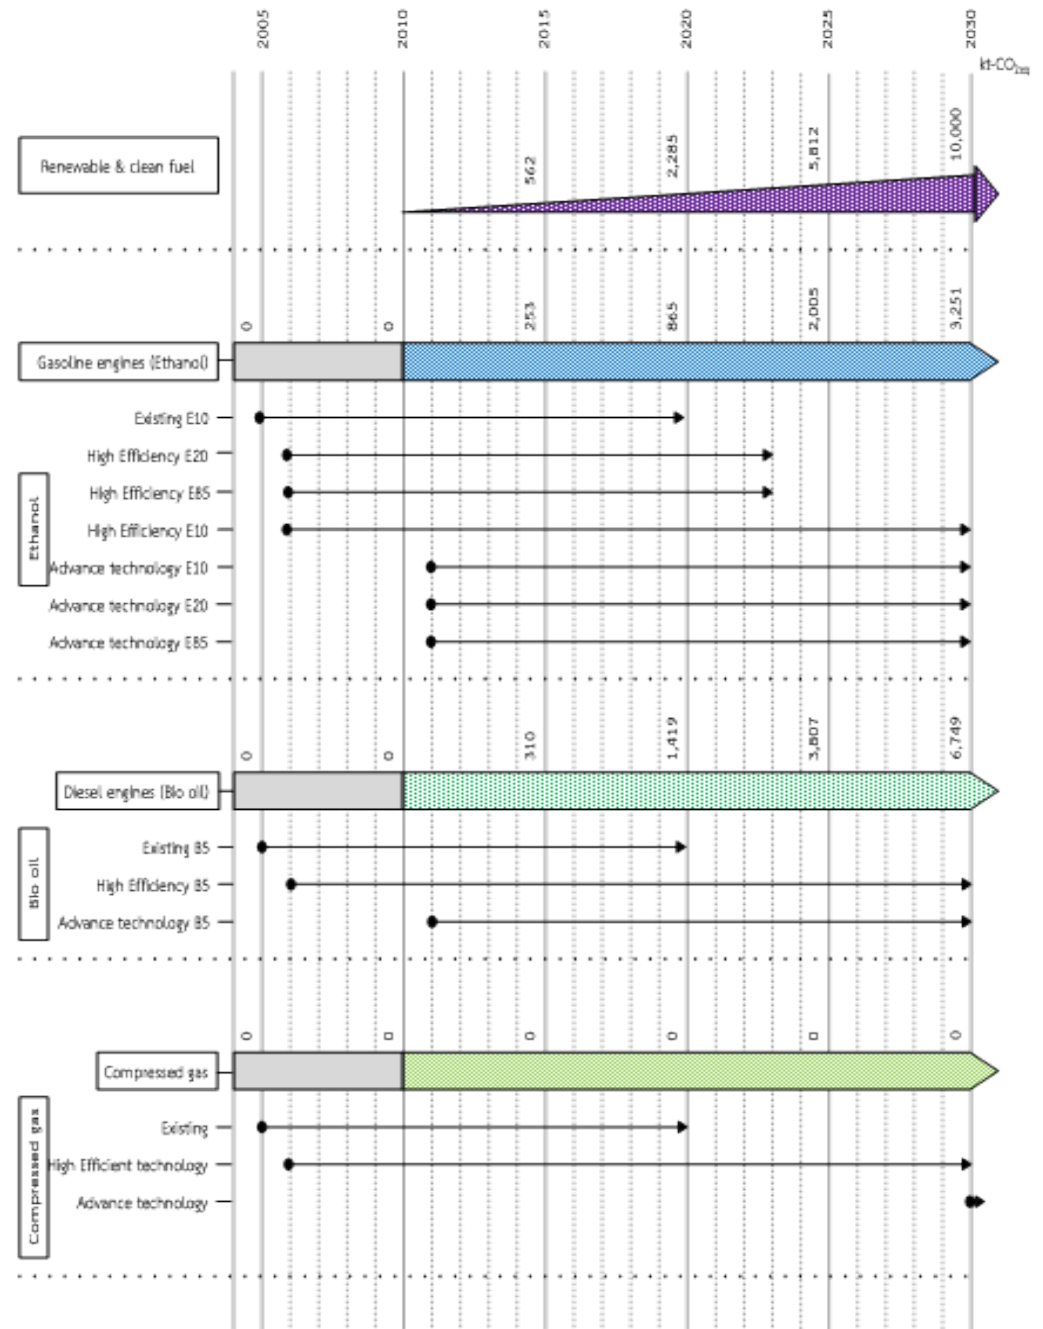 2005 2010 2015 2020 2025 2030
kt-CO2eq
Renewable & clean fuel
562 2,285 5,812 10,000
0 0 253 865 2,005 3,251
Gasoline engines (Ethanol)
Existing E10
High Efficiency E20
High Efficiency E85
High Efficiency E10
Advance technology E10
Advance technology E20
Advance technology E85
Ethanol
0 0 310 1,419 3,807 6,749
Diesel engines (Bio oil)
Existing B5
High Efficiency B5
Advance technology B5
Bio oil
0 0 0 0 0 0
Compressed gas
Existing
High Efficient technology
Advance technology
Compressed gas